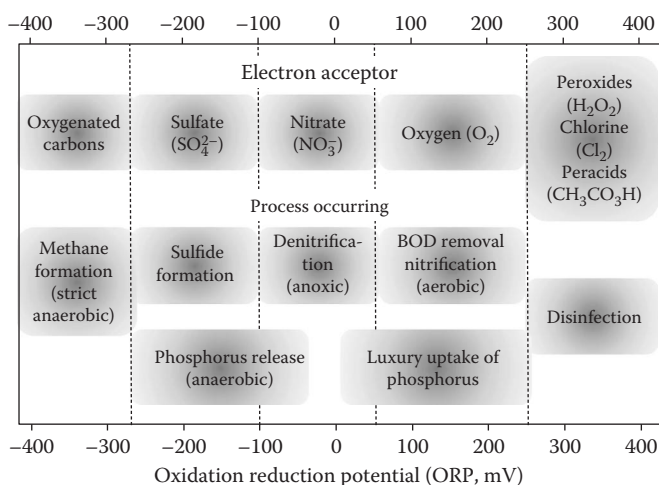 −400 −300 −200 −100 0 100 200 300 400
Electron acceptor
Oxygenated
carbons
Sulfate
(SO₄²⁻)
Nitrate
(NO₃⁻)
Oxygen (O₂)
Peroxides
(H₂O₂)
Chlorine
(Cl₂)
Peracids
(CH₃CO₃H)
Process occurring
Methane
formation
(strict
anaerobic)
Sulfide
formation
Denitrifica-
tion
(anoxic)
BOD removal
nitrification
(aerobic)
Disinfection
Phosphorus release
(anaerobic)
Luxury uptake of
phosphorus
−400 −300 −200 −100 0 100 200 300 400
Oxidation reduction potential (ORP, mV)